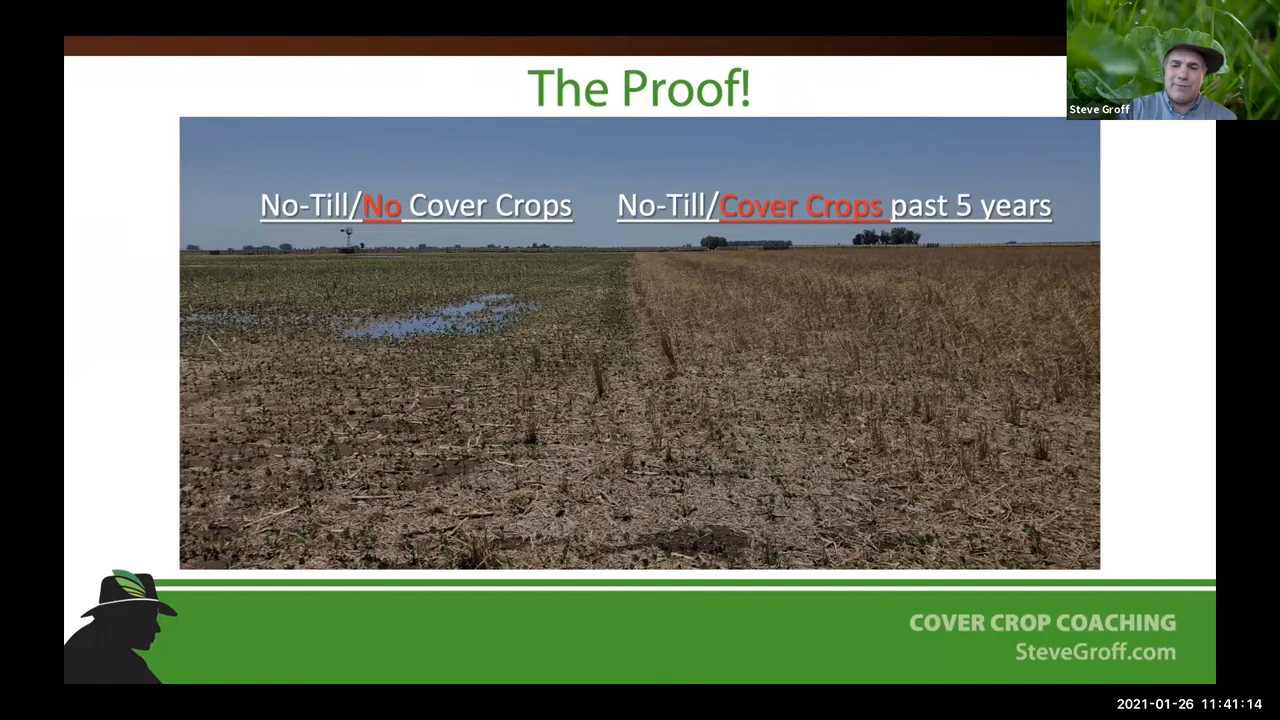 The Proof!
Steve Groff
No-Till/No Cover Crops
No-Till/Cover Crops past 5 years
COVER CROP COACHING
SteveGroff.com
2021-01-26 11:41:14